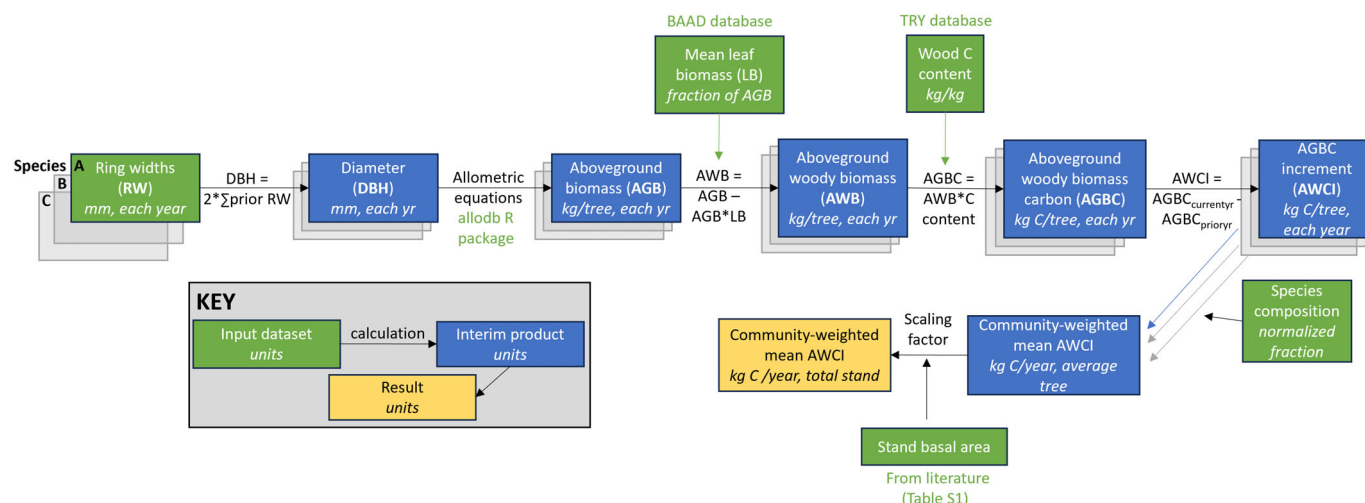 BAAD database
Mean leaf
biomass (LB)
fraction of AGB
TRY database
Wood C
content
kg/kg
Species
A
B
C
Ring widths
(RW)
mm, each year
DBH =
2*∑prior RW
Diameter
(DBH)
mm, each yr
Allometric
equations
allodb R
package
Aboveground
biomass (AGB)
kg/tree, each yr
AWB =
AGB –
AGB*LB
Aboveground
woody biomass
(AWB)
kg/tree, each yr
AGBC =
AWB*C
content
Aboveground
woody biomass
carbon (AGBC)
kg C/tree, each yr
AWCI =
AGBCcurrentyr -
AGBCprioryr
AGBC
increment
(AWCI)
kg C/tree,
each year
KEY
Input dataset
units
calculation
Interim product
units
Result
units
Community-weighted
mean AWCI
kg C /year, total stand
Scaling
factor
Community-weighted
mean AWCI
kg C/year, average
tree
Species
composition
normalized
fraction
Stand basal area
From literature
(Table S1)